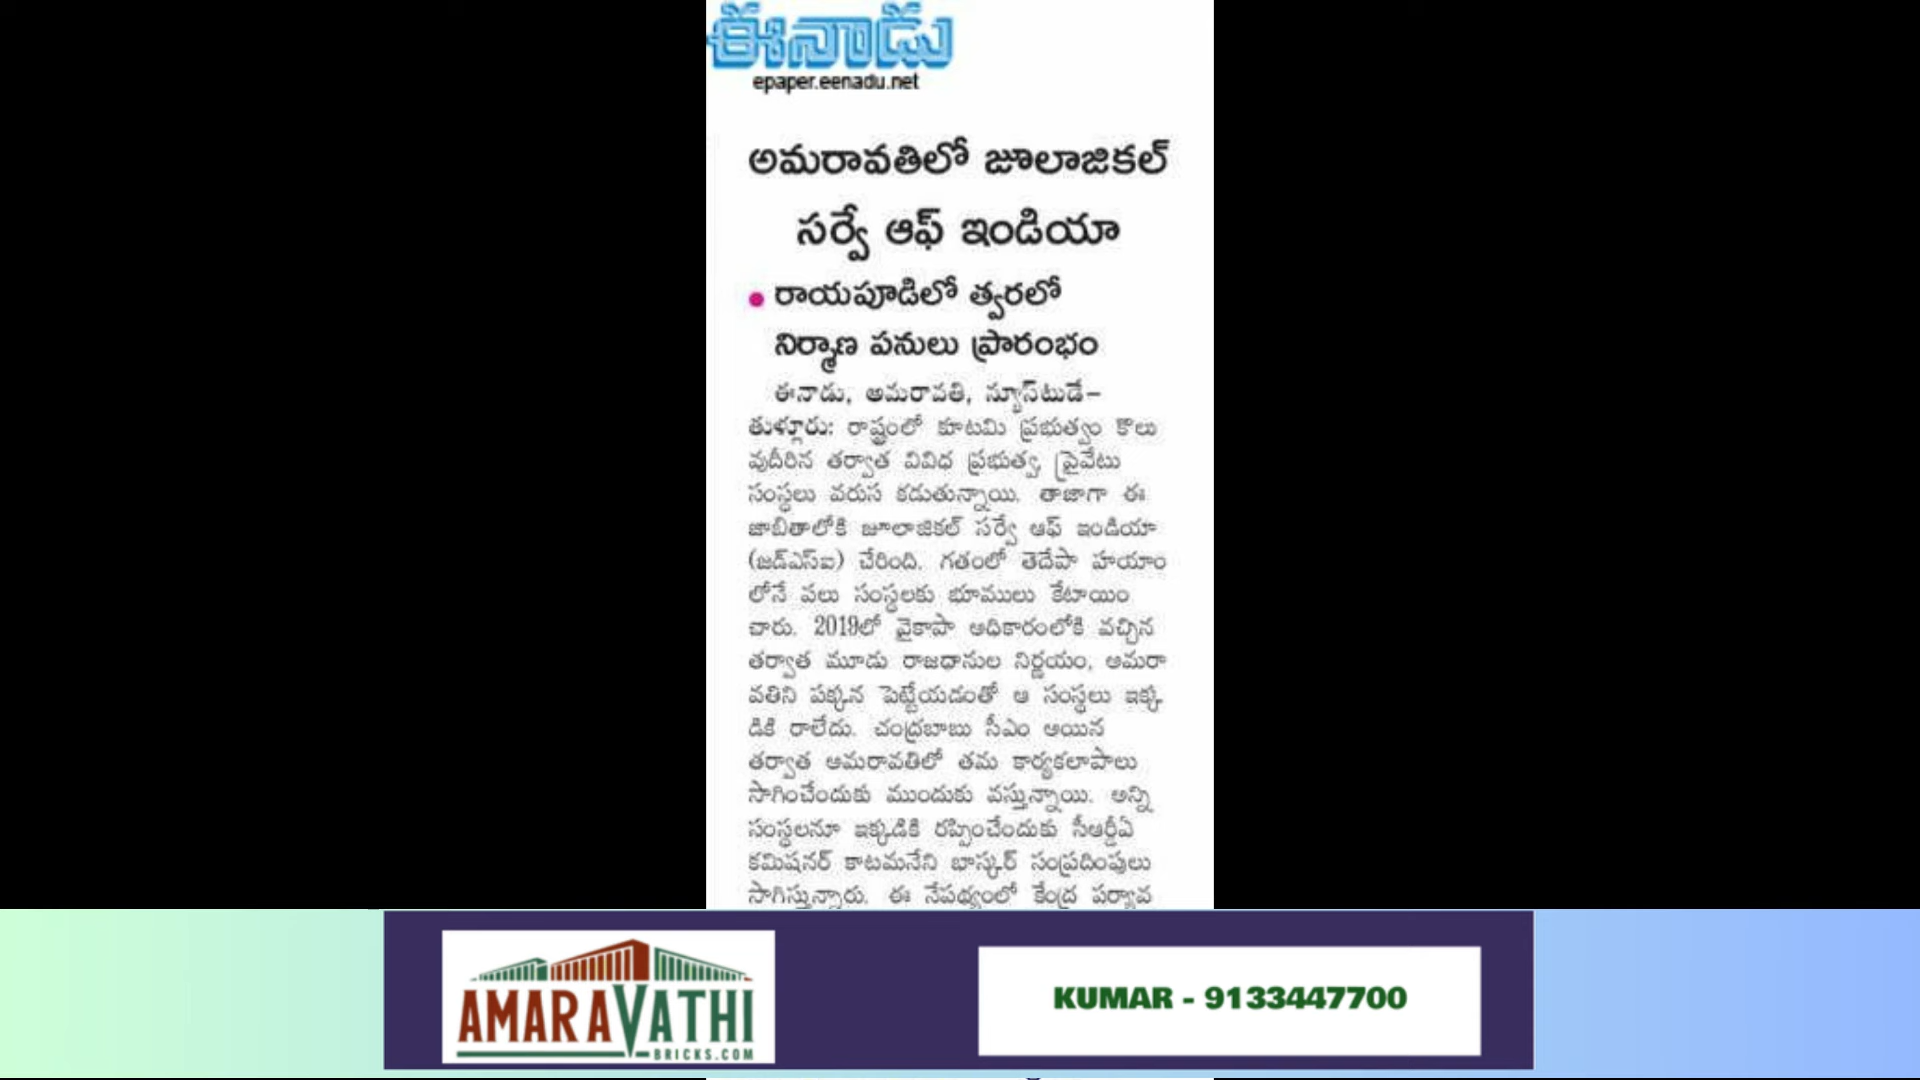 ఈనాడు
epaper.eenadu.net
అమరావతిలో జూలాజికల్
సర్వే ఆఫ్ ఇండియా
• రాయపూడిలో త్వరలో
నిర్మాణ పనులు ప్రారంభం
ఈనాడు, అమరావతి, న్యూస్‌టుడే-
తుళ్లూరు: రాష్ట్రంలో కూటమి ప్రభుత్వం కొలు
వుదీరిన తర్వాత వివిధ ప్రభుత్వ, ప్రైవేటు
సంస్థలు వరుస కడుతున్నాయి. తాజాగా ఈ
జాబితాలోకి జూలాజికల్ సర్వే ఆఫ్ ఇండియా
(జడ్ఎస్ఐ) చేరింది. గతంలో తెదేపా హయాం
లోనే పలు సంస్థలకు భూములు కేటాయిం
చారు. 2019లో వైకాపా అధికారంలోకి వచ్చిన
తర్వాత మూడు రాజధానుల నిర్ణయం, అమరా
వతిని పక్కన పెట్టేయడంతో ఆ సంస్థలు ఇక్క
డికి రాలేదు. చంద్రబాబు సీఎం అయిన
తర్వాత అమరావతిలో తమ కార్యకలాపాలు
సాగించేందుకు ముందుకు వస్తున్నాయి. అన్ని
సంస్థలనూ ఇక్కడికి రప్పించేందుకు సీఆర్డీఏ
కమిషనర్ కాటమనేని భాస్కర్ సంప్రదింపులు
సాగిస్తున్నారు. ఈ నేపథ్యంలో కేంద్ర పర్యావ
AMARAVATHI
BRICKS.COM
KUMAR - 9133447700